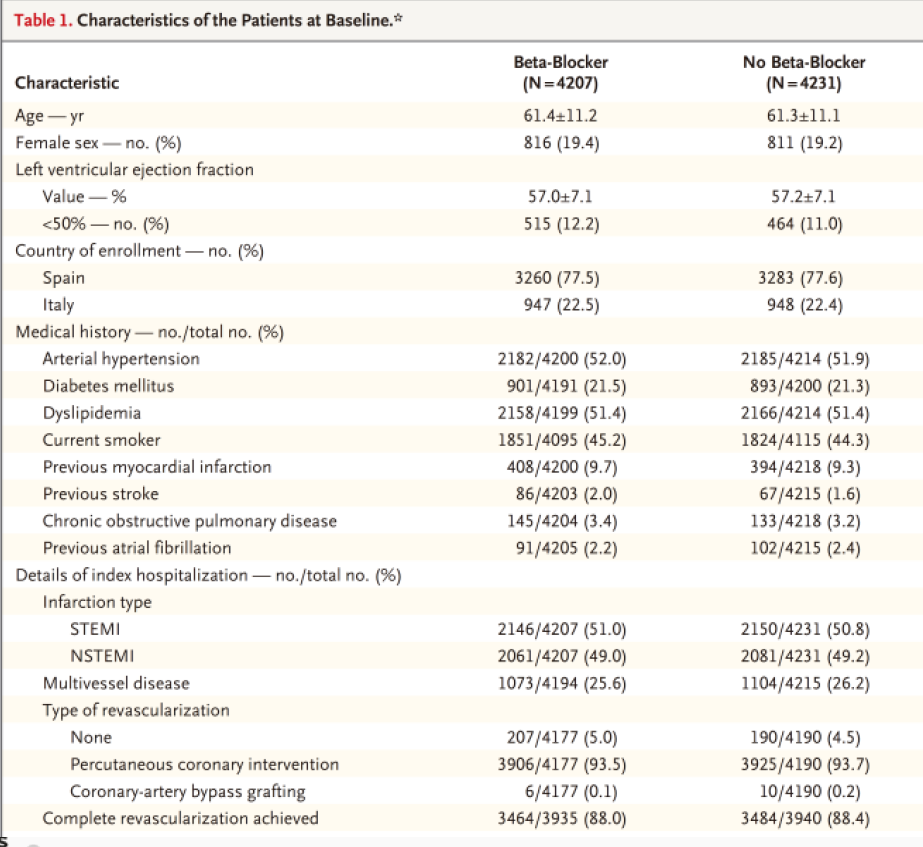 Table 1. Characteristics of the Patients at Baseline.*
Characteristic Beta-Blocker (N=4207) No Beta-Blocker (N=4231)
Age — yr 61.4±11.2 61.3±11.1
Female sex — no. (%) 816 (19.4) 811 (19.2)
Left ventricular ejection fraction
Value — % 57.0±7.1 57.2±7.1
<50% — no. (%) 515 (12.2) 464 (11.0)
Country of enrollment — no. (%)
Spain 3260 (77.5) 3283 (77.6)
Italy 947 (22.5) 948 (22.4)
Medical history — no./total no. (%)
Arterial hypertension 2182/4200 (52.0) 2185/4214 (51.9)
Diabetes mellitus 901/4191 (21.5) 893/4200 (21.3)
Dyslipidemia 2158/4199 (51.4) 2166/4214 (51.4)
Current smoker 1851/4095 (45.2) 1824/4115 (44.3)
Previous myocardial infarction 408/4200 (9.7) 394/4218 (9.3)
Previous stroke 86/4203 (2.0) 67/4215 (1.6)
Chronic obstructive pulmonary disease 145/4204 (3.4) 133/4218 (3.2)
Previous atrial fibrillation 91/4205 (2.2) 102/4215 (2.4)
Details of index hospitalization — no./total no. (%)
Infarction type
STEMI 2146/4207 (51.0) 2150/4231 (50.8)
NSTEMI 2061/4207 (49.0) 2081/4231 (49.2)
Multivessel disease 1073/4194 (25.6) 1104/4215 (26.2)
Type of revascularization
None 207/4177 (5.0) 190/4190 (4.5)
Percutaneous coronary intervention 3906/4177 (93.5) 3925/4190 (93.7)
Coronary-artery bypass grafting 6/4177 (0.1) 10/4190 (0.2)
Complete revascularization achieved 3464/3935 (88.0) 3484/3940 (88.4)